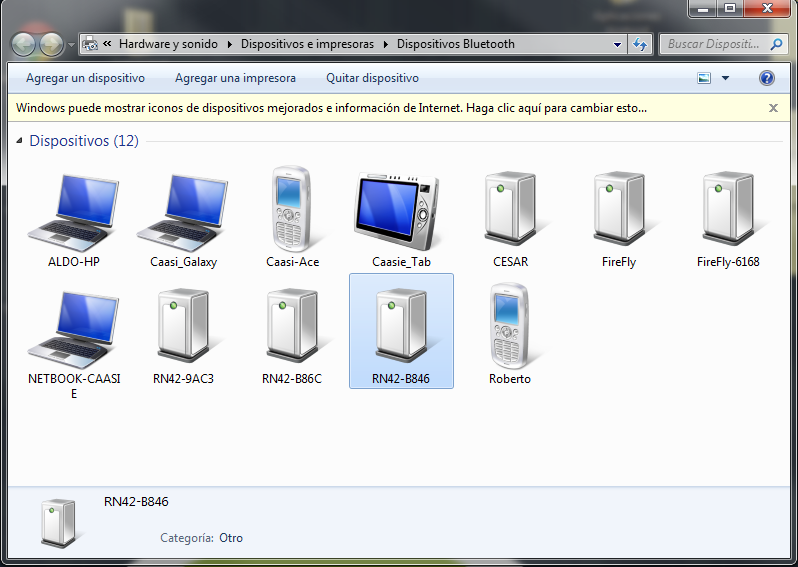 « Hardware y sonido ▸ Dispositivos e impresoras ▸ Dispositivos Bluetooth
Buscar Dispositi...
Agregar un dispositivo Agregar una impresora Quitar dispositivo
Windows puede mostrar iconos de dispositivos mejorados e información de Internet. Haga clic aquí para cambiar esto...
Dispositivos (12)
ALDO-HP Caasi_Galaxy Caasi-Ace Caasie_Tab CESAR FireFly FireFly-6168
NETBOOK-CAASI
E
RN42-9AC3 RN42-B86C RN42-B846 Roberto
RN42-B846
Categoría: Otro